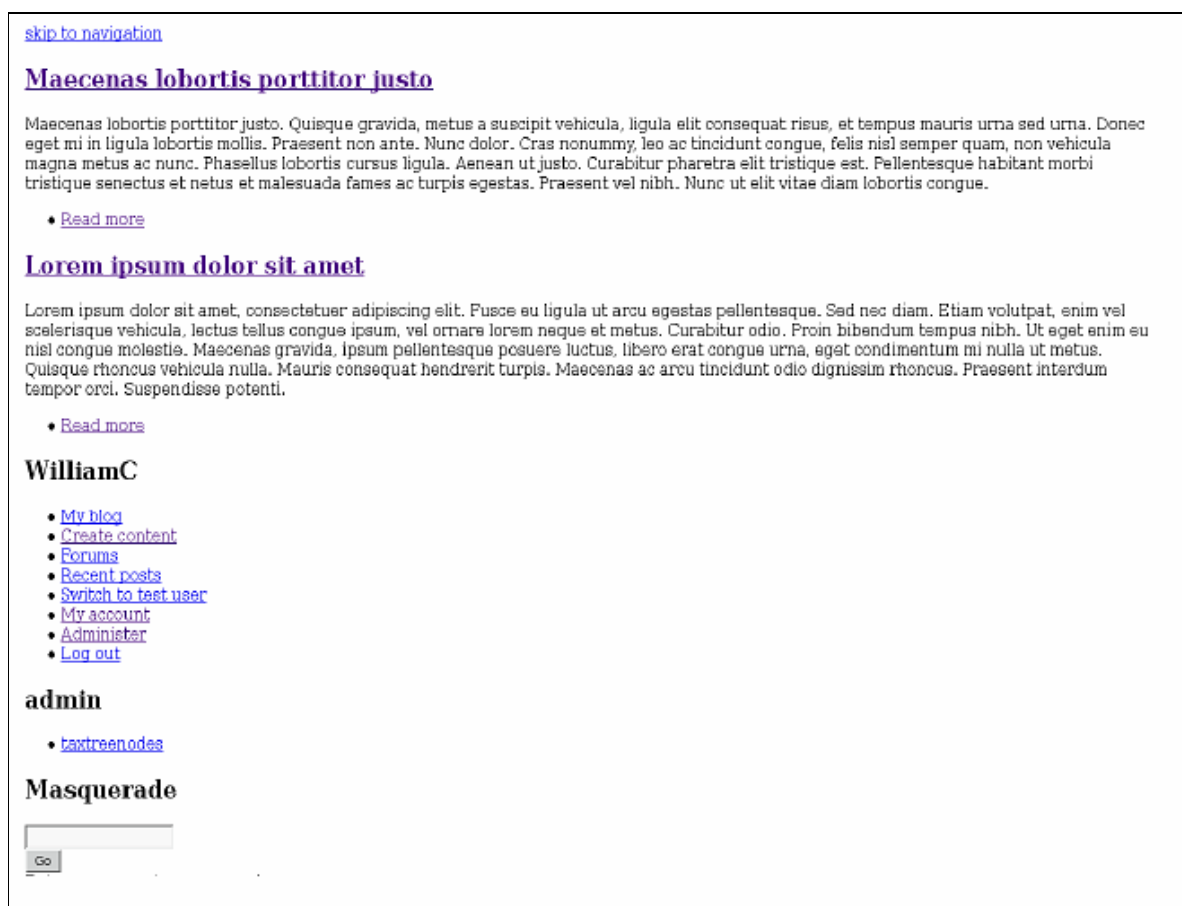 skip to navigation
Maecenas lobortis porttitor justo
Maecenas lobortis porttitor justo. Quisque gravida, metus a suscipit vehicula, ligula elit consequat risus, et tempus mauris urna sed urna. Donec
eget mi in ligula lobortis mollis. Praesent non ante. Nunc dolor. Cras nonummy, leo ac tincidunt congue, felis nisl semper quam, non vehicula
magna metus ac nunc. Phasellus lobortis cursus ligula. Aenean ut justo. Curabitur pharetra elit tristique est. Pellentesque habitant morbi
tristique senectus et netus et malesuada fames ac turpis egestas. Praesent vel nibh. Nunc ut elit vitae diam lobortis congue.
• Read more
Lorem ipsum dolor sit amet
Lorem ipsum dolor sit amet, consectetuer adipiscing elit. Fusce eu ligula ut arcu egestas pellentesque. Sed nec diam. Etiam volutpat, enim vel
scelerisque vehicula, lectus tellus congue ipsum, vel ornare lorem neque et metus. Curabitur odio. Proin bibendum tempus nibh. Ut eget enim eu
nisl congue molestie. Maecenas gravida, ipsum pellentesque posuere luctus, libero erat congue urna, eget condimentum mi nulla ut metus.
Quisque rhoncus vehicula nulla. Mauris consequat hendrerit turpis. Maecenas ac arcu tincidunt odio dignissim rhoncus. Praesent interdum
tempor orci. Suspendisse potenti.
• Read more
WilliamC
• My blog
• Create content
• Forums
• Recent posts
• Switch to test user
• My account
• Administer
• Log out
admin
• taxtreenodes
Masquerade
Go